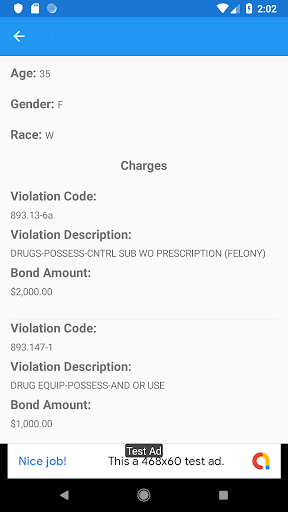 2:02
Age: 35
Gender: F
Race: W
Charges
Violation Code:
893.13-6a
Violation Description:
DRUGS-POSSESS-CNTRL SUB WO PRESCRIPTION (FELONY)
Bond Amount:
$2,000.00
Violation Code:
893.147-1
Violation Description:
DRUG EQUIP-POSSESS-AND OR USE
Bond Amount:
$1,000.00
Test Ad
Nice job! This a 468x60 test ad.